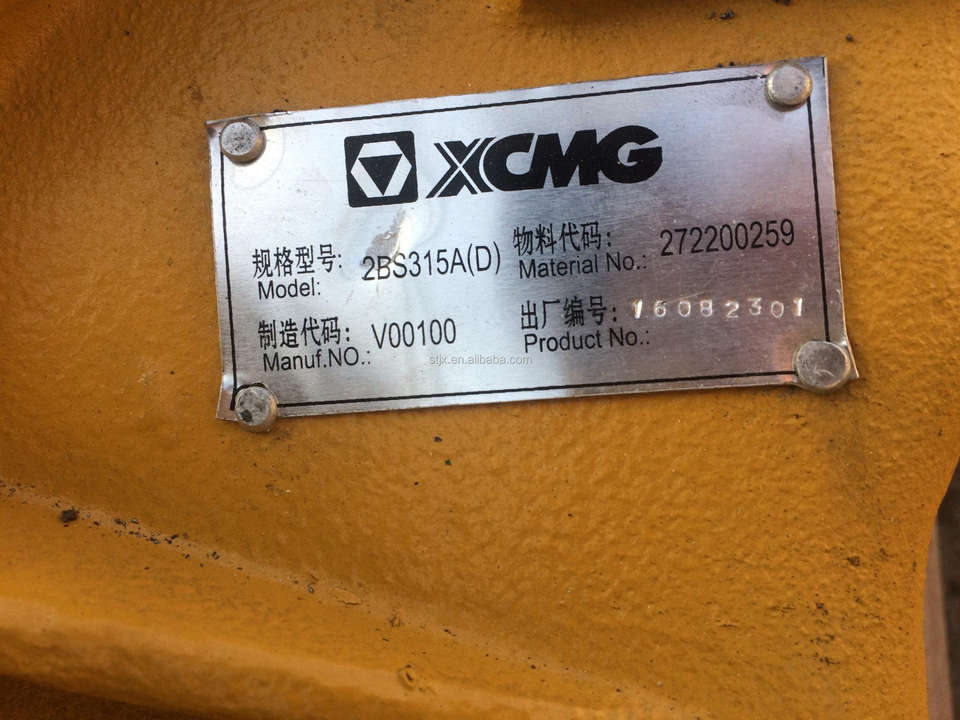 XCMG
规格型号: 2BS315A(D)
Model:
物料代码: 272200259
Material No.:
制造代码: V00100
Manuf.NO.:
出厂编号: 16082301
Product No.:
stjx.en.alibaba.com